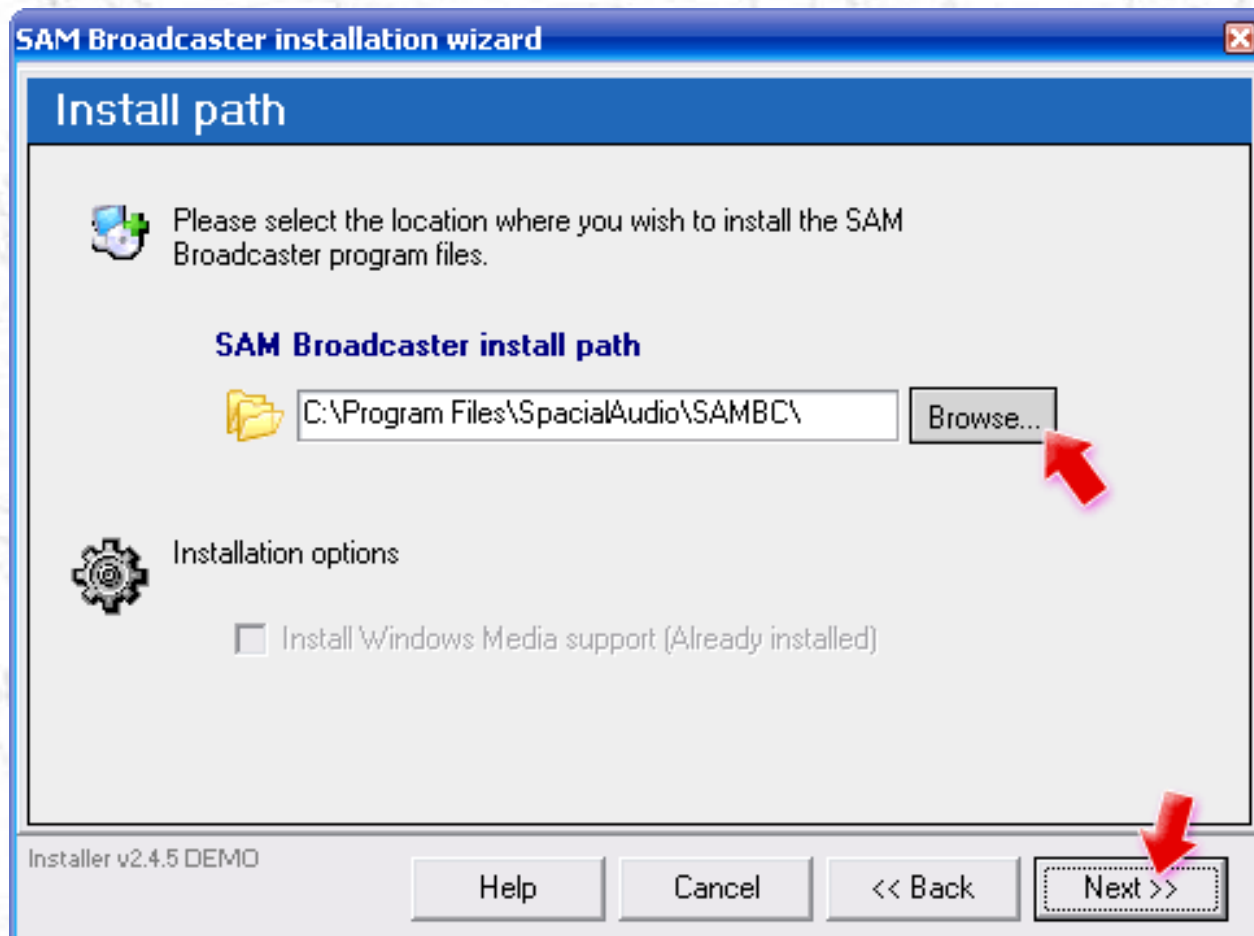 SAM Broadcaster installation wizard
Install path
Please select the location where you wish to install the SAM
Broadcaster program files.
SAM Broadcaster install path
C:\Program Files\SpacialAudio\SAMBC\
Browse...
Installation options
Install Windows Media support (Already installed)
Installer v2.4.5 DEMO
Help
Cancel
<< Back
Next >>